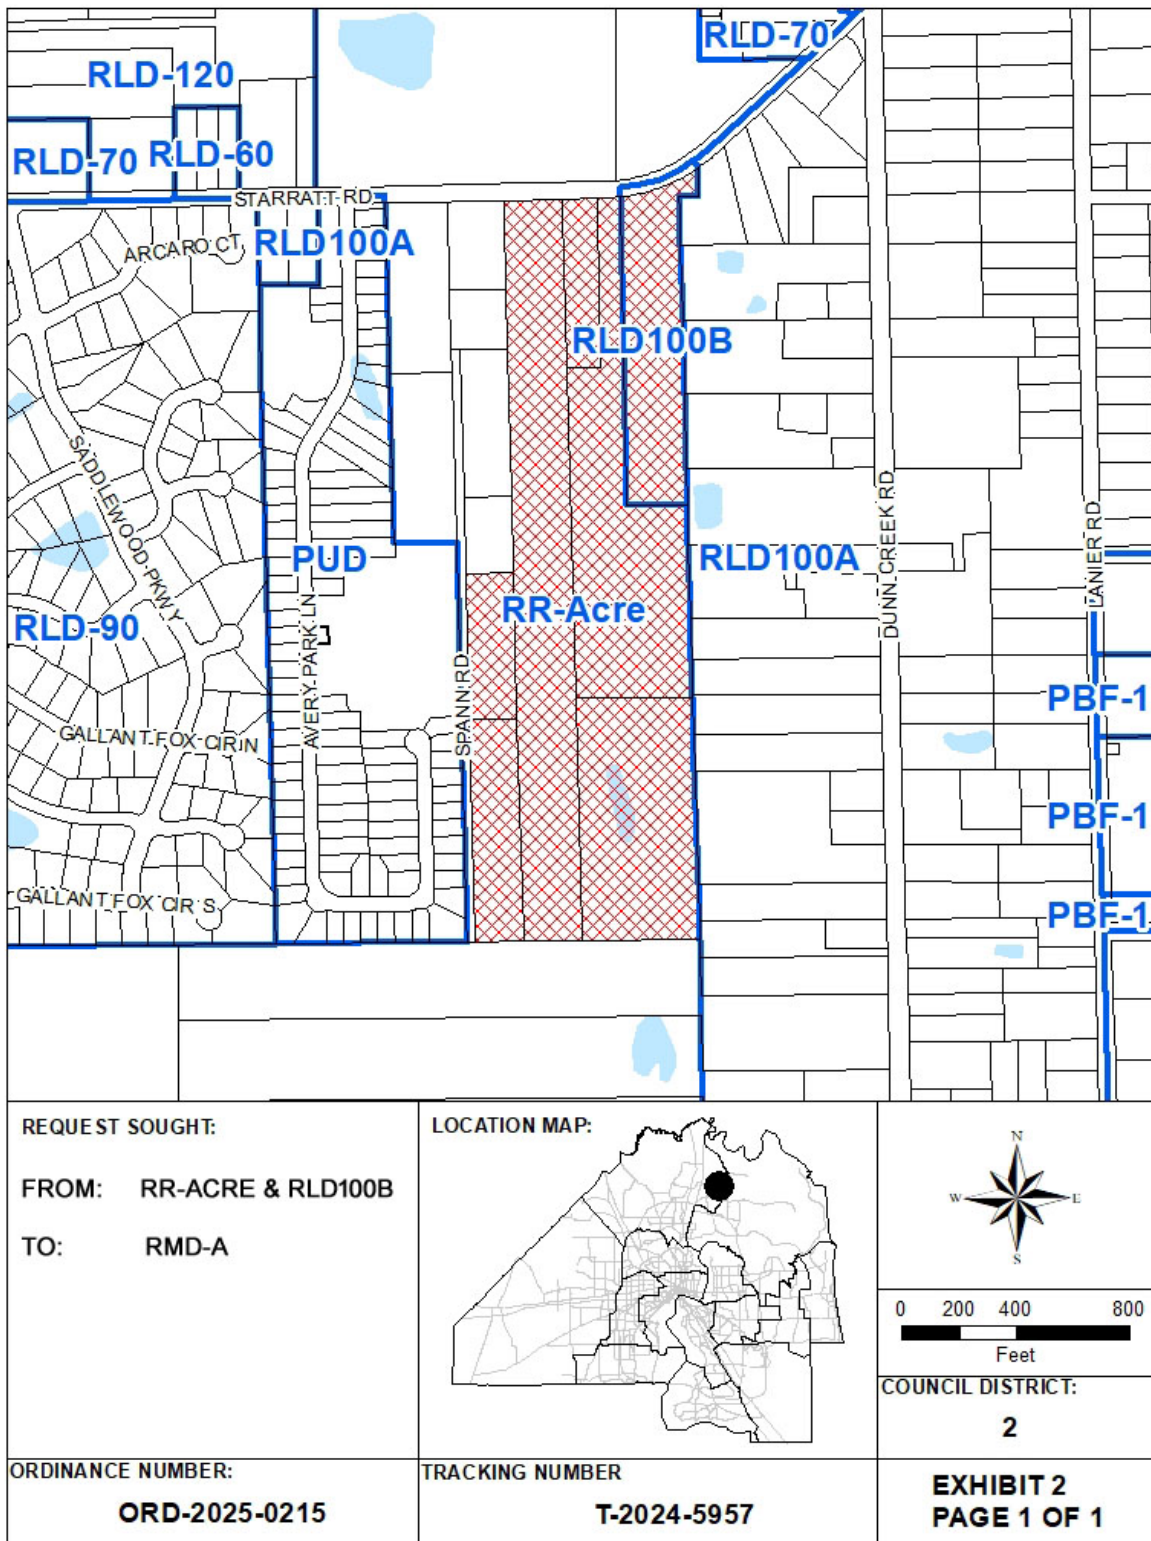 RLD-70
RLD-120
RLD-70
RLD-60
STARRATT RD
ARCARO CT
RLD100A
RLD100B
SADDLEWOOD PKWY
DUNN CREEK RD
LANIER RD
PUD
RLD100A
RR-Acre
RLD-90
AVERY PARK LN
SPANN RD
PBF-1
GALLANT FOX CIR N
PBF-1
GALLANT FOX CIR S
PBF-1
REQUEST SOUGHT:
FROM: RR-ACRE & RLD100B
TO: RMD-A
LOCATION MAP:
N
W E
S
0 200 400 800
Feet
COUNCIL DISTRICT:
2
ORDINANCE NUMBER:
ORD-2025-0215
TRACKING NUMBER
T-2024-5957
EXHIBIT 2
PAGE 1 OF 1